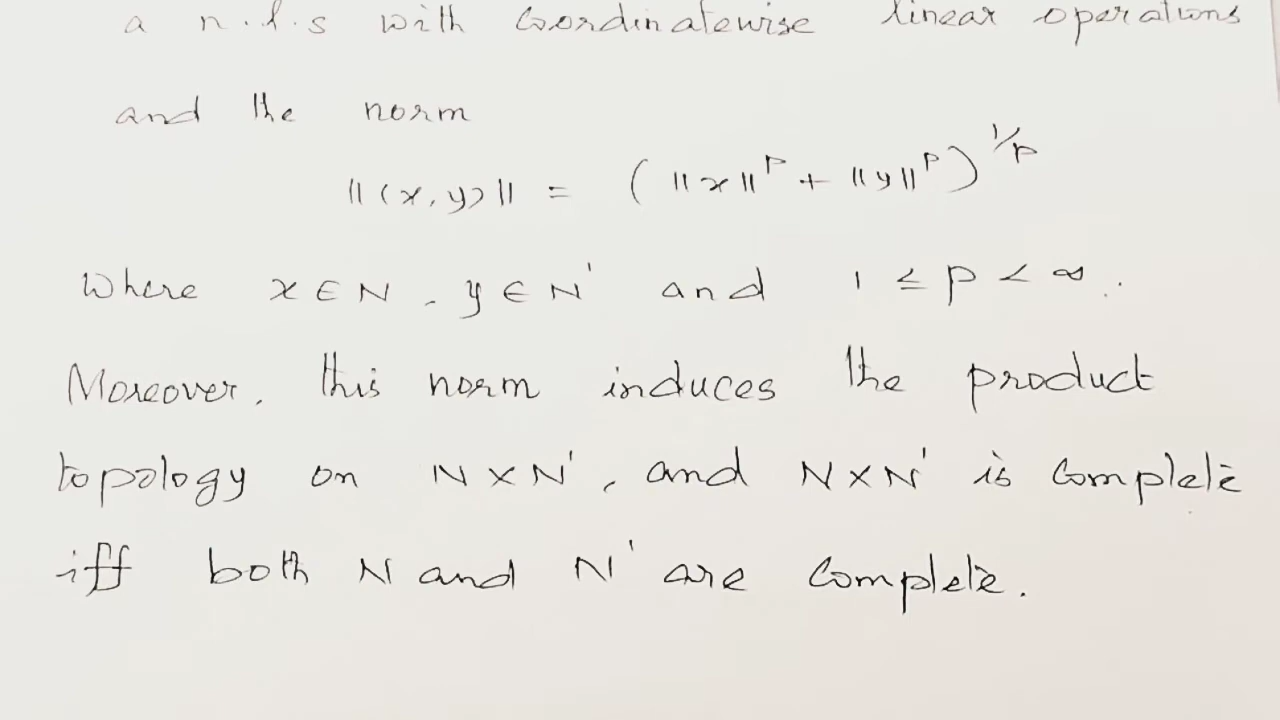 a n.l.s with coordinatewise linear operations
and the norm
||(x,y)|| = (||x||^p + ||y||^p)^{1/p}
where x ∈ N, y ∈ N' and 1 ≤ p < ∞.
Moreover, this norm induces the product
topology on N × N', and N × N' is complete
iff both N and N' are complete.